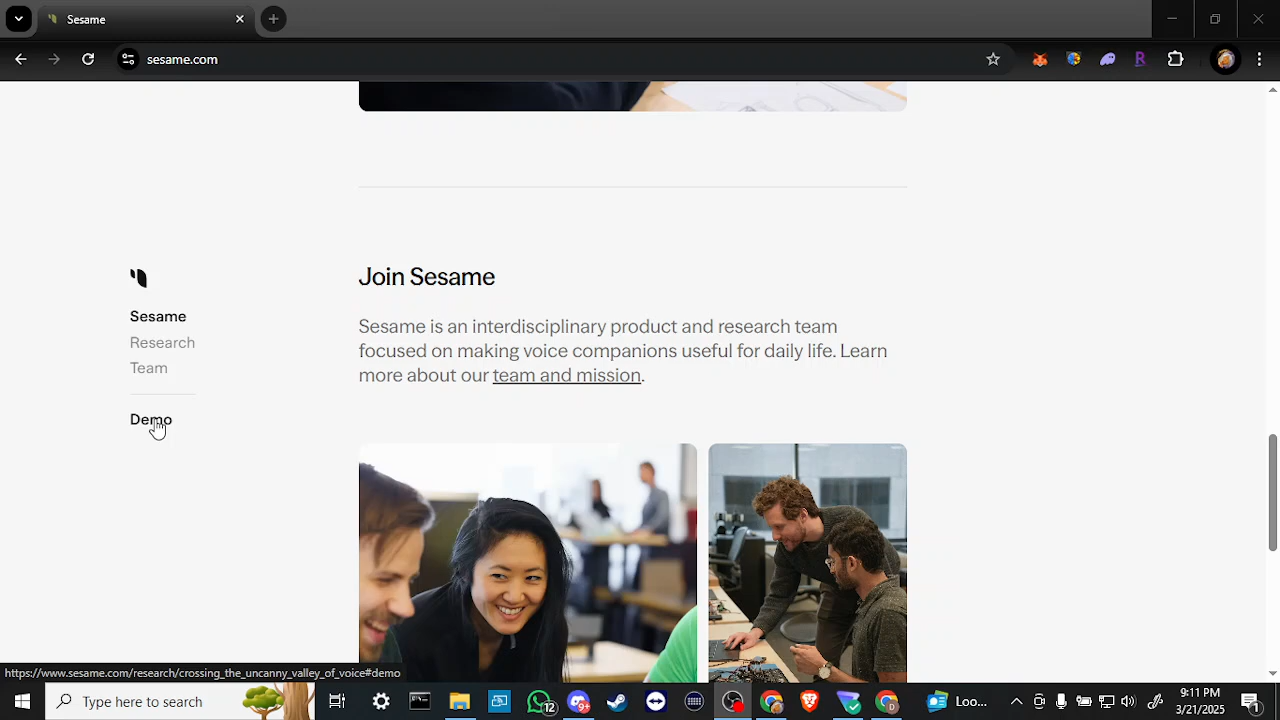 Sesame
sesame.com
R
Join Sesame
Sesame
Sesame is an interdisciplinary product and research team
Research
focused on making voice companions useful for daily life. Learn
Team
more about our team and mission.
Demo
https://www.sesame.com/research/crossing_the_uncanny_valley_of_voice#demo
Type here to search
12
9+
D
Loo...
9:11 PM
3/21/2025
1